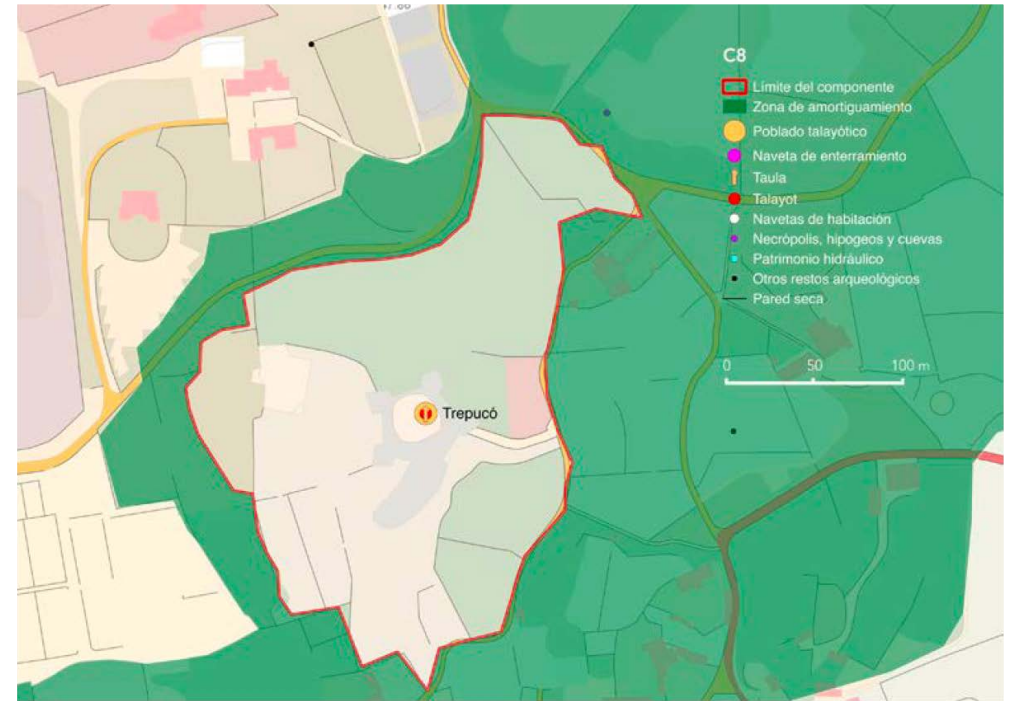 C8
Límite del componente
Zona de amortiguamiento
Poblado talayótico
Naveta de enterramiento
Taula
Talayot
Navetas de habitación
Necrópolis, hipogeos y cuevas
Patrimonio hidráulico
Otros restos arqueológicos
Pared seca
0 50 100 m
Trepucó